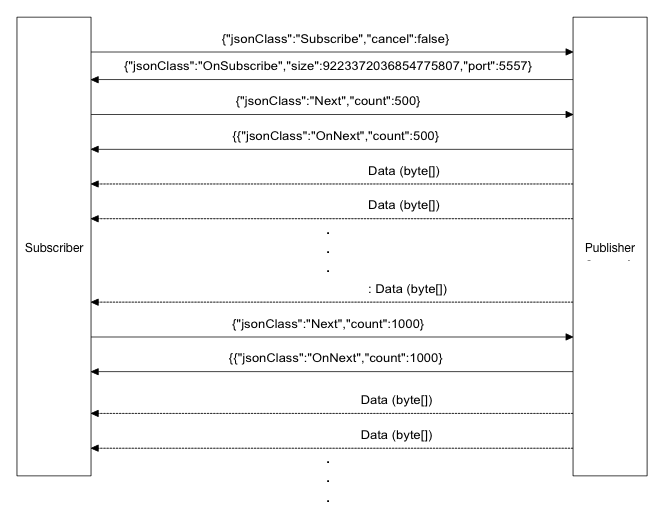 {"jsonClass":"Subscribe","cancel":false}
{"jsonClass":"OnSubscribe","size":9223372036854775807,"port":5557}
{"jsonClass":"Next","count":500}
{{"jsonClass":"OnNext","count":500}
Data (byte[])
Data (byte[])
.
Subscriber
Publisher
.
.
: Data (byte[])
{"jsonClass":"Next","count":1000}
{{"jsonClass":"OnNext","count":1000}
Data (byte[])
Data (byte[])
.
.
.